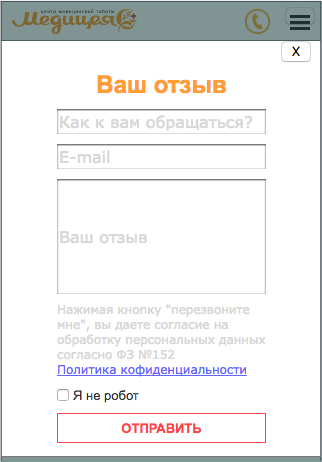 центр медицинской заботы
Медицея
X
Ваш отзыв
Как к вам обращаться?
E-mail
Ваш отзыв
Нажимая кнопку "перезвоните
мне", вы даете согласие на
обработку персональных данных
согласно ФЗ №152
Политика кофиденциальности
Я не робот
ОТПРАВИТЬ